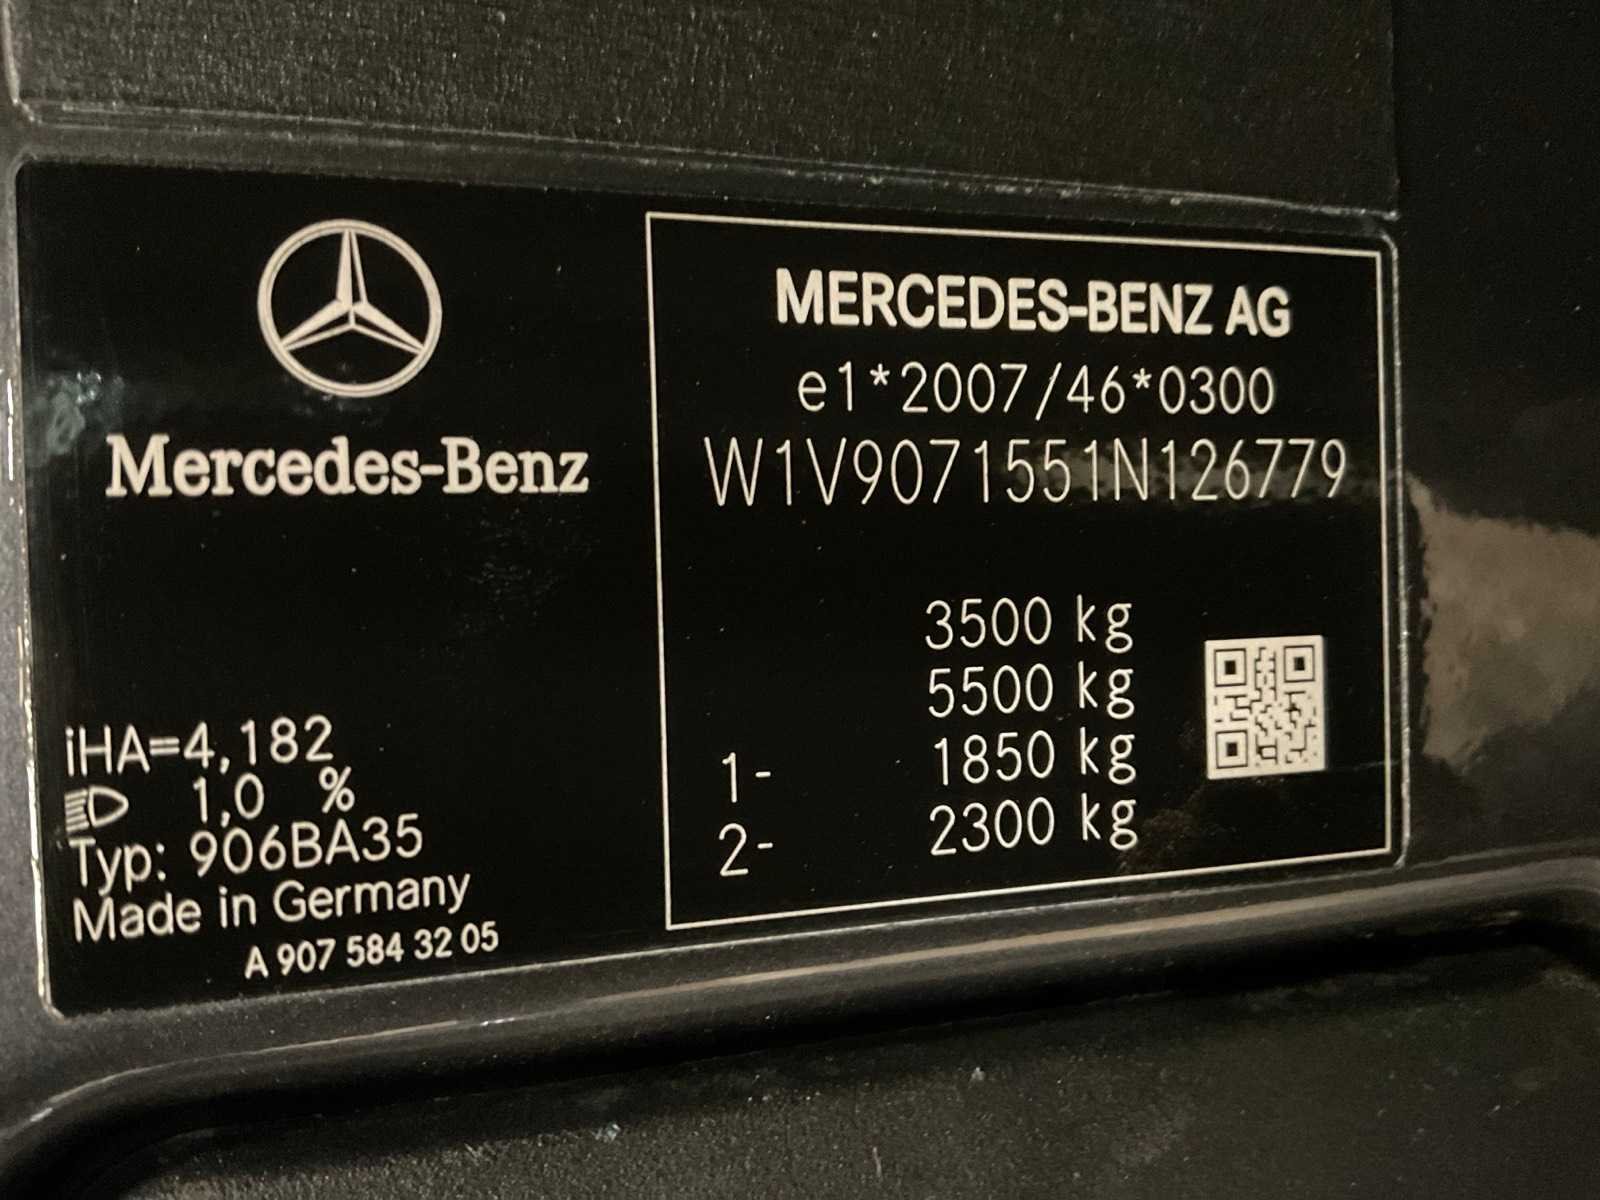 Mercedes-Benz
iHA=4,182
1,0 %
Typ: 906BA35
Made in Germany
A 907 584 32 05
MERCEDES-BENZ AG
e1*2007/46*0300
W1V9071551N126779
3500 kg
5500 kg
1- 1850 kg
2- 2300 kg